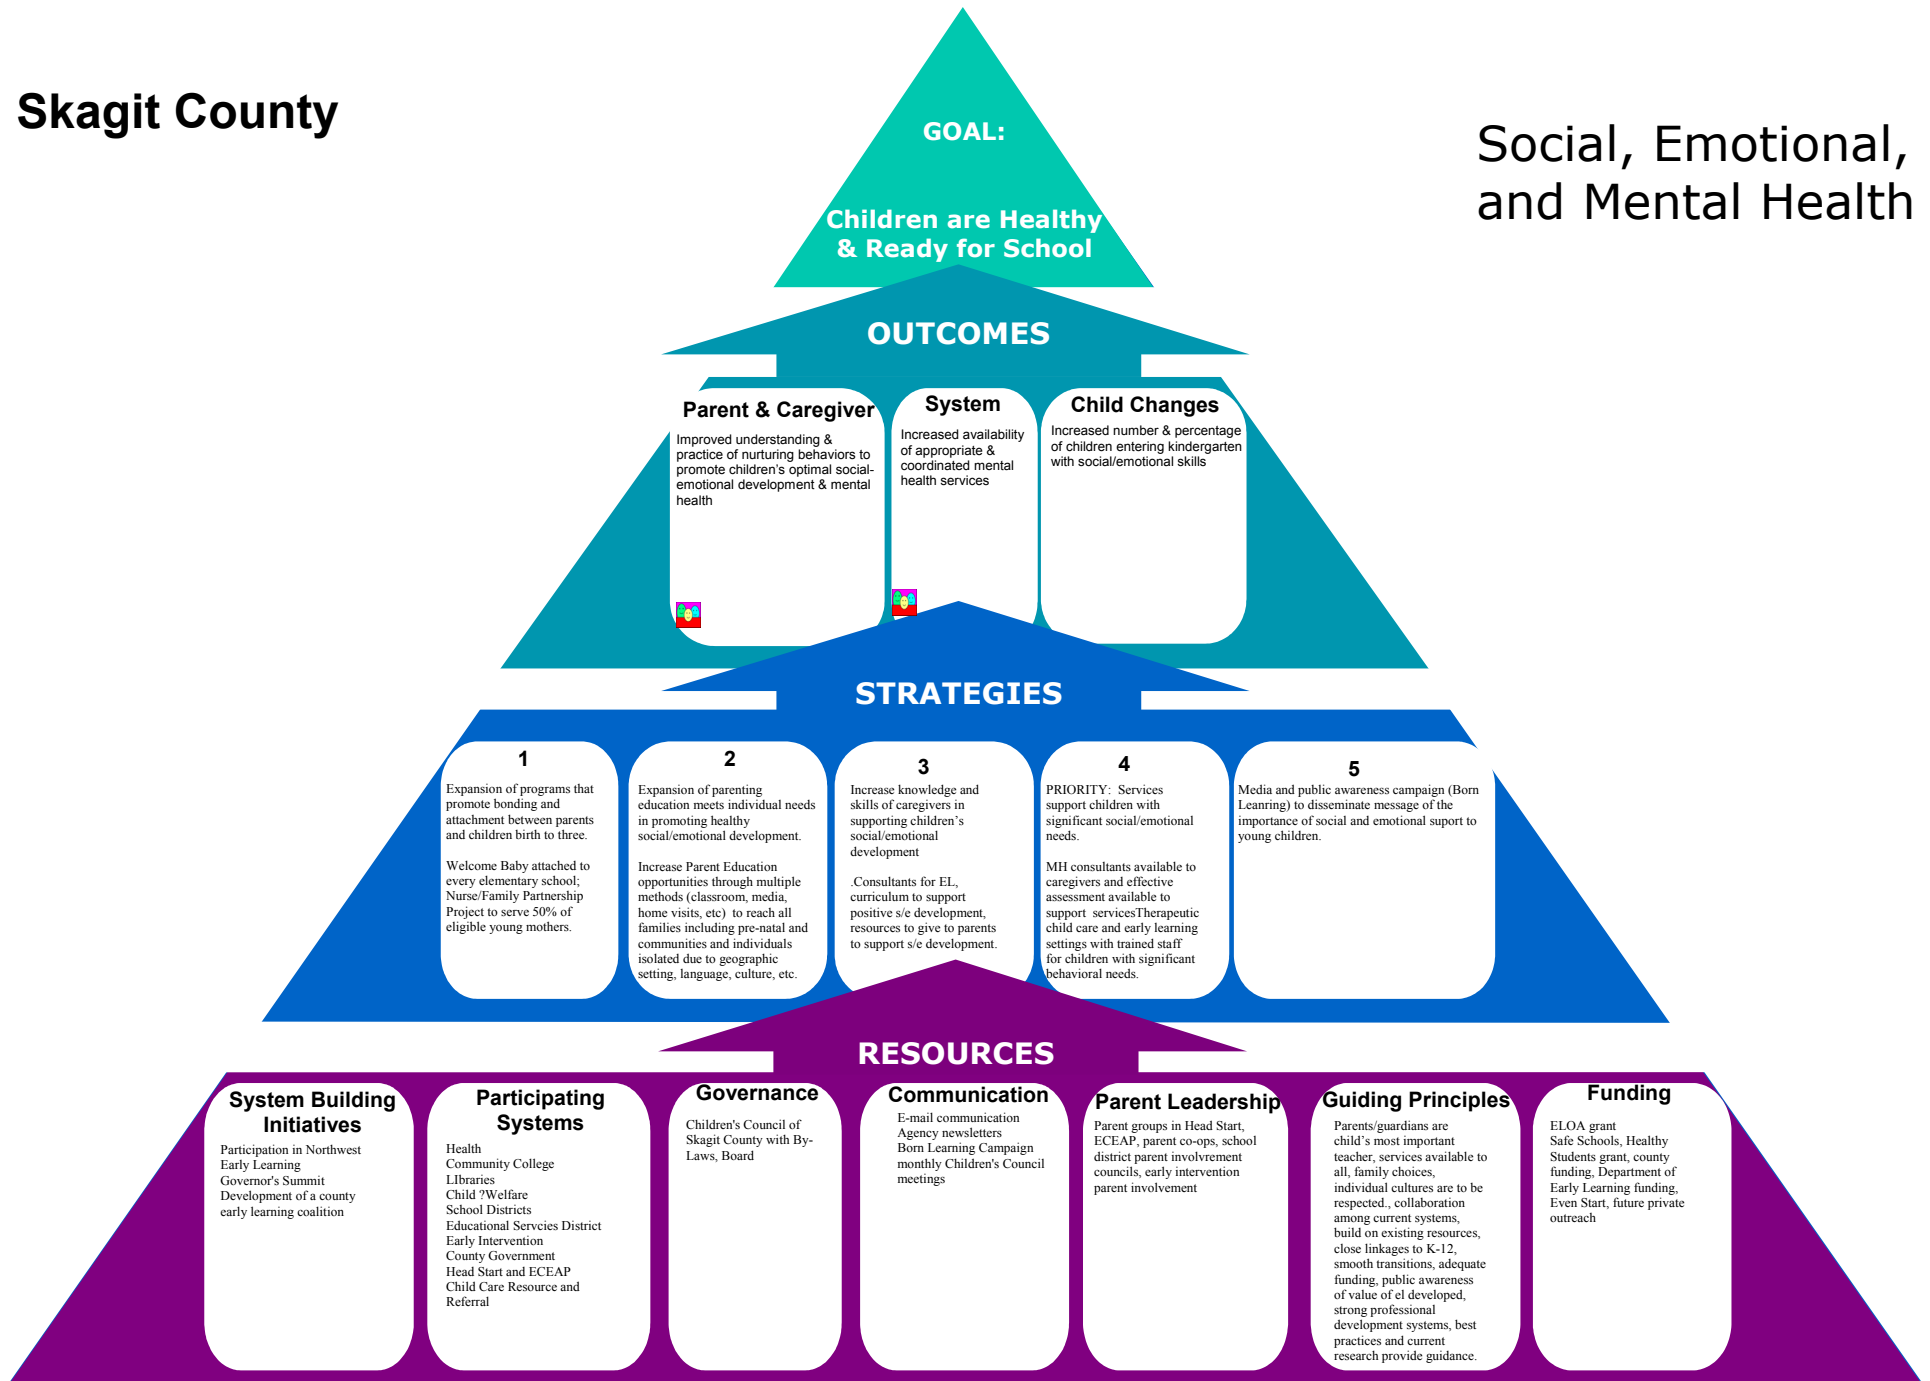 Skagit County
Social, Emotional,
and Mental Health
GOAL:
Children are Healthy
& Ready for School
OUTCOMES
Parent & Caregiver
Improved understanding &
practice of nurturing behaviors to
promote children's optimal social-
emotional development & mental
health
System
Increased availability
of appropriate &
coordinated mental
health services
Child Changes
Increased number & percentage
of children entering kindergarten
with social/emotional skills
STRATEGIES
1
Expansion of programs that
promote bonding and
attachment between parents
and children birth to three.
Welcome Baby attached to
every elementary school;
Nurse/Family Partnership
Project to serve 50% of
eligible young mothers.
2
Expansion of parenting
education meets individual needs
in promoting healthy
social/emotional development.
Increase Parent Education
opportunities through multiple
methods (classroom, media,
home visits, etc)  to reach all
families including pre-natal and
communities and individuals
isolated due to geographic
setting, language, culture, etc.
3
Increase knowledge and
skills of caregivers in
supporting children's
social/emotional
development
.Consultants for EL,
curriculum to support
positive s/e development,
resources to give to parents
to support s/e development.
4
PRIORITY:  Services
support children with
significant social/emotional
needs.
MH consultants available to
caregivers and effective
assessment available to
support  servicesTherapeutic
child care and early learning
settings with trained staff
for children with significant
behavioral needs.
5
Media and public awareness campaign (Born
Leanring) to disseminate message of the
importance of social and emotional suport to
young children.
RESOURCES
System Building
Initiatives
Participation in Northwest
Early Learning
Governor's Summit
Development of a county
early learning coalition
Participating
Systems
Health
Community College
LIbraries
Child ?Welfare
School Districts
Educational Servcies District
Early Intervention
County Government
Head Start and ECEAP
Child Care Resource and
Referral
Governance
Children's Council of
Skagit County with By-
Laws, Board
Communication
E-mail communication
Agency newsletters
Born Learning Campaign
monthly Children's Council
meetings
Parent Leadership
Parent groups in Head Start,
ECEAP, parent co-ops, school
district parent involvrement
councils, early intervention
parent involvement
Guiding Principles
Parents/guardians are
child's most important
teacher, services available to
all, family choices,
individual cultures are to be
respected., collaboration
among current systems,
build on existing resources,
close linkages to K-12,
smooth transitions, adequate
funding, public awareness
of value of el developed,
strong professional
development systems, best
practices and current
research provide guidance.
Funding
ELOA grant
Safe Schools, Healthy
Students grant, county
funding, Department of
Early Learning funding,
Even Start, future private
outreach